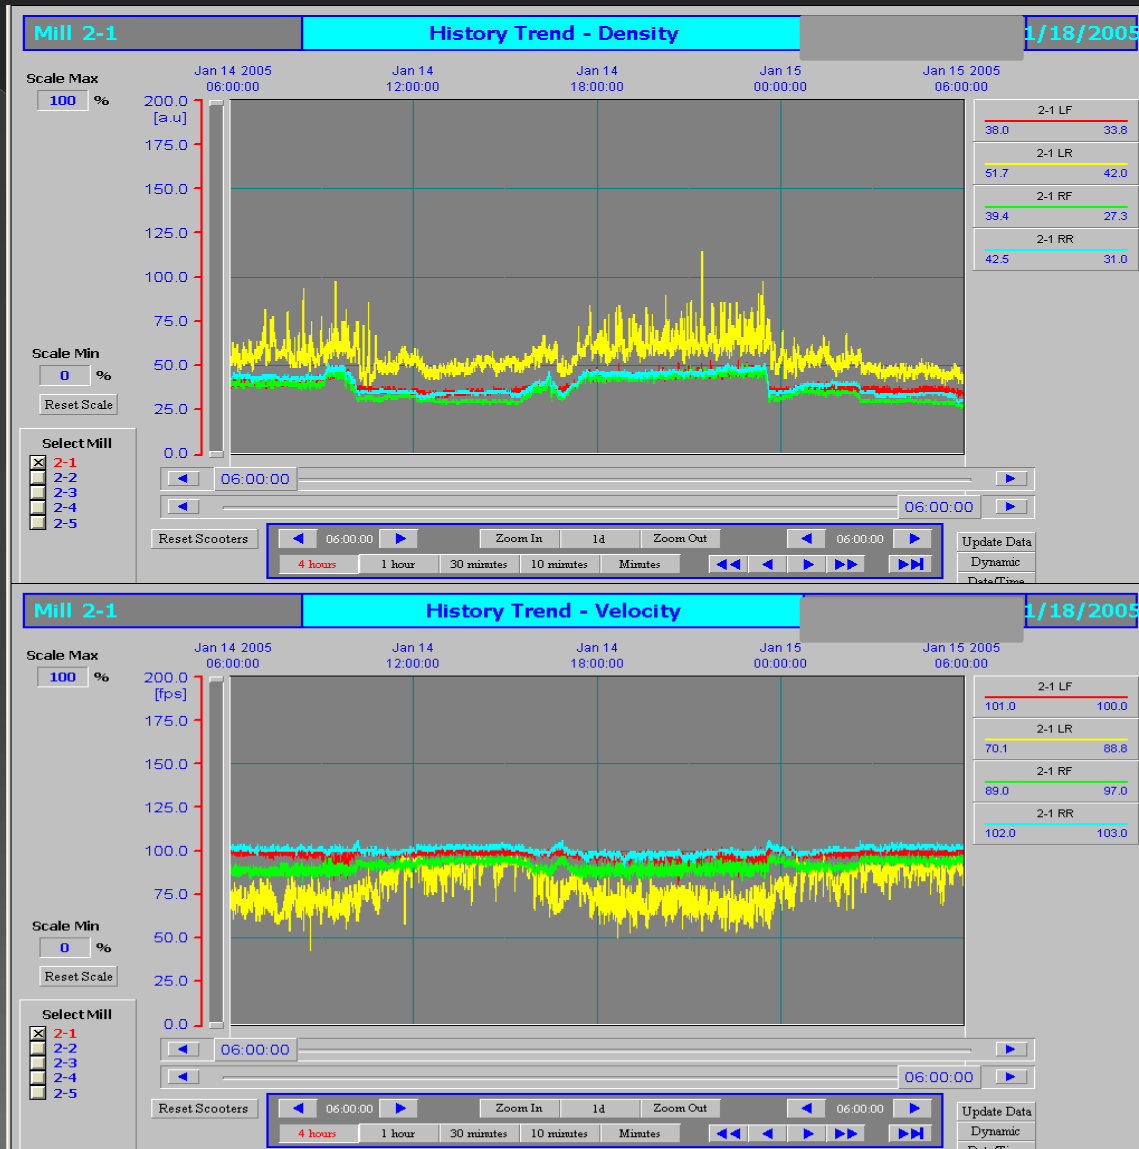 Mill 2-1 History Trend - Density 1/18/2005
Jan 14 2005 Jan 14 Jan 14 Jan 15 Jan 15 2005
06:00:00 12:00:00 18:00:00 00:00:00 06:00:00
Scale Max
100 %
200.0
[a.u]
175.0
150.0
125.0
100.0
75.0
50.0
25.0
0.0
2-1 LF
38.0 33.8
2-1 LR
51.7 42.0
2-1 RF
39.4 27.3
2-1 RR
42.5 31.0
Scale Min
0 %
Reset Scale
Select Mill
2-1
2-2
2-3
2-4
2-5
06:00:00
06:00:00
Reset Scooters
06:00:00 Zoom In 1d Zoom Out 06:00:00
4 hours 1 hour 30 minutes 10 minutes Minutes
Update Data
Dynamic
Date/Time
Mill 2-1 History Trend - Velocity 1/18/2005
Jan 14 2005 Jan 14 Jan 14 Jan 15 Jan 15 2005
06:00:00 12:00:00 18:00:00 00:00:00 06:00:00
Scale Max
100 %
200.0
[fps]
175.0
150.0
125.0
100.0
75.0
50.0
25.0
0.0
2-1 LF
101.0 100.0
2-1 LR
70.1 88.8
2-1 RF
89.0 97.0
2-1 RR
102.0 103.0
Scale Min
0 %
Reset Scale
Select Mill
2-1
2-2
2-3
2-4
2-5
06:00:00
06:00:00
Reset Scooters
06:00:00 Zoom In 1d Zoom Out 06:00:00
4 hours 1 hour 30 minutes 10 minutes Minutes
Update Data
Dynamic